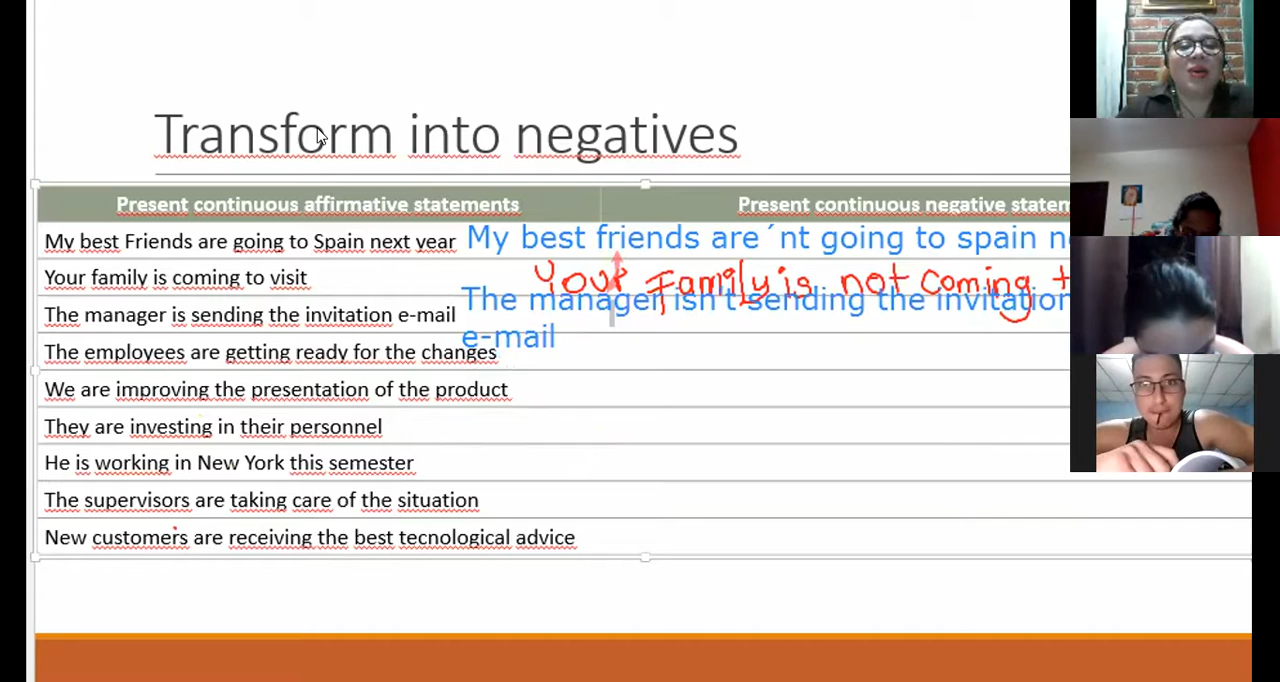 Transform into negatives
Present continuous affirmative statements
Present continuous negative statem
My best Friends are going to Spain next year
My best friends are´nt going to spain n
Your family is coming to visit
Your Family is not coming t
The manager is sending the invitation e-mail
The manager isn't sending the invitation
e-mail
The employees are getting ready for the changes
We are improving the presentation of the product
They are investing in their personnel
He is working in New York this semester
The supervisors are taking care of the situation
New customers are receiving the best tecnological advice